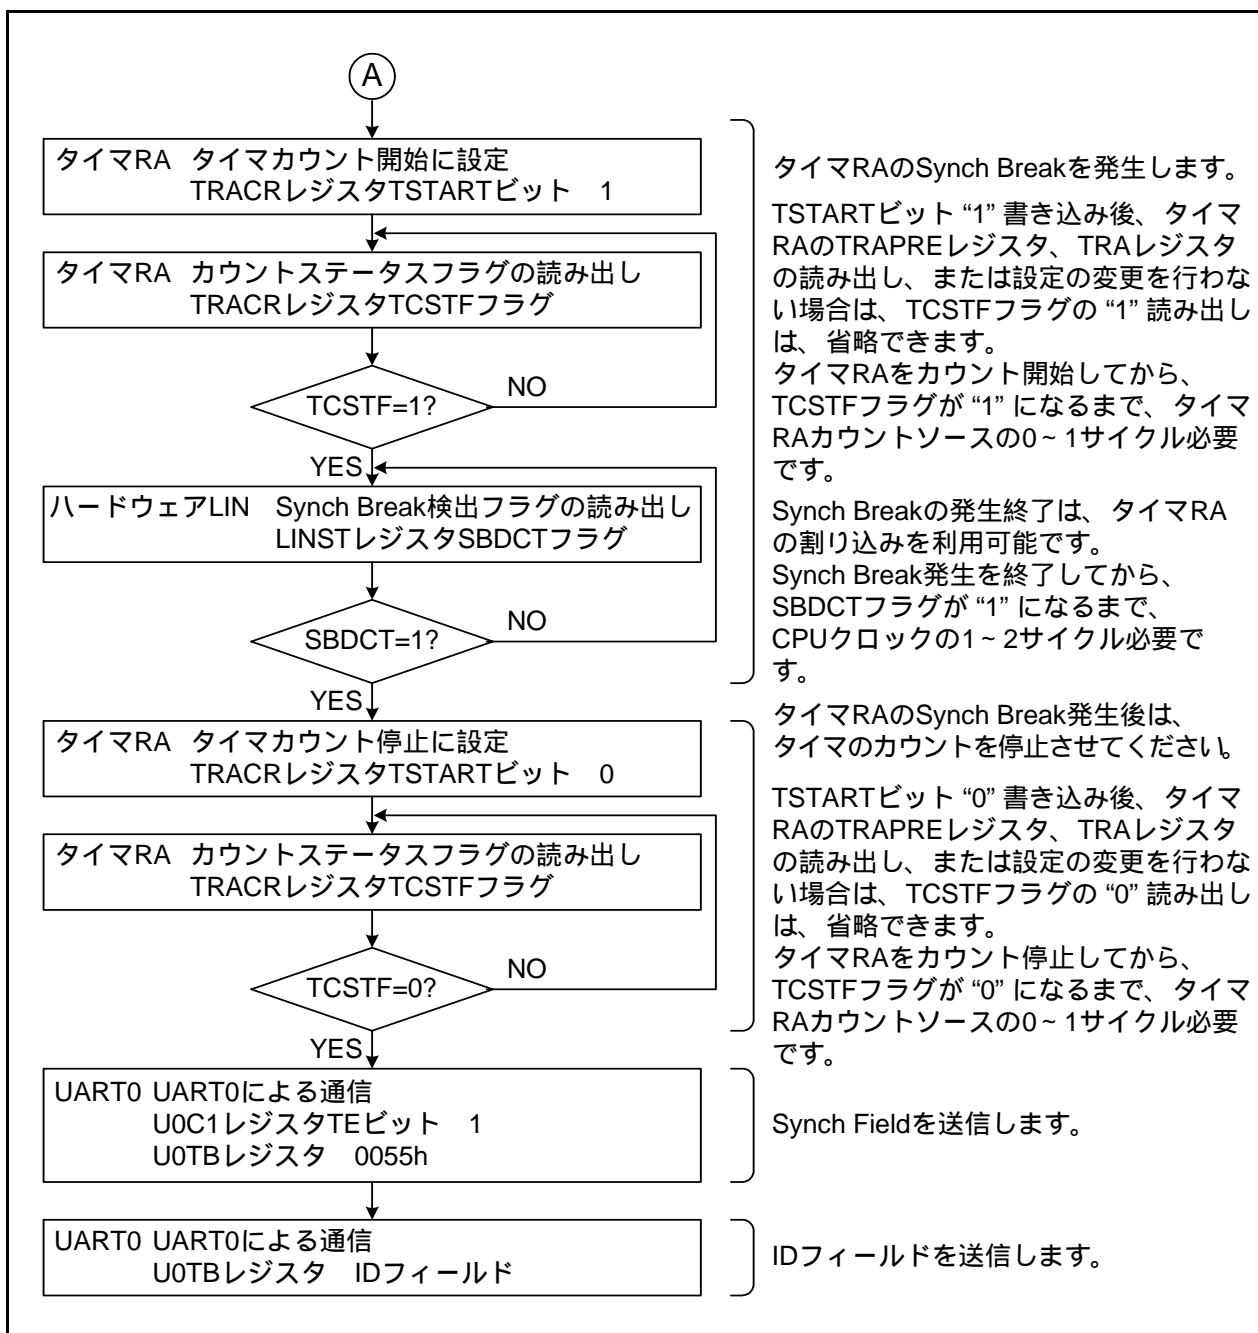 A
タイマRA タイマカウント開始に設定
TRACRレジスタTSTARTビット 1
タイマRA カウントステータスフラグの読み出し
TRACRレジスタTCSTFフラグ
TCSTF=1?
NO
YES
ハードウェアLIN Synch Break検出フラグの読み出し
LINSTレジスタSBDCTフラグ
SBDCT=1?
NO
YES
タイマRA タイマカウント停止に設定
TRACRレジスタTSTARTビット 0
タイマRA カウントステータスフラグの読み出し
TRACRレジスタTCSTFフラグ
TCSTF=0?
NO
YES
UART0 UART0による通信
U0C1レジスタTEビット 1
U0TBレジスタ 0055h
UART0 UART0による通信
U0TBレジスタ IDフィールド
タイマRAのSynch Breakを発生します。
TSTARTビット “1” 書き込み後、タイマ
RAのTRAPREレジスタ、TRAレジスタ
の読み出し、または設定の変更を行わな
い場合は、TCSTFフラグの “1” 読み出し
は、省略できます。
タイマRAをカウント開始してから、
TCSTFフラグが “1” になるまで、タイマ
RAカウントソースの0~1サイクル必要
です。
Synch Breakの発生終了は、タイマRA
の割り込みを利用可能です。
Synch Break発生を終了してから、
SBDCTフラグが “1” になるまで、
CPUクロックの1~2サイクル必要で
す。
タイマRAのSynch Break発生後は、
タイマのカウントを停止させてください。
TSTARTビット “0” 書き込み後、タイマ
RAのTRAPREレジスタ、TRAレジスタ
の読み出し、または設定の変更を行わな
い場合は、TCSTFフラグの “0” 読み出し
は、省略できます。
タイマRAをカウント停止してから、
TCSTFフラグが “0” になるまで、タイマ
RAカウントソースの0~1サイクル必要
です。
Synch Fieldを送信します。
IDフィールドを送信します。